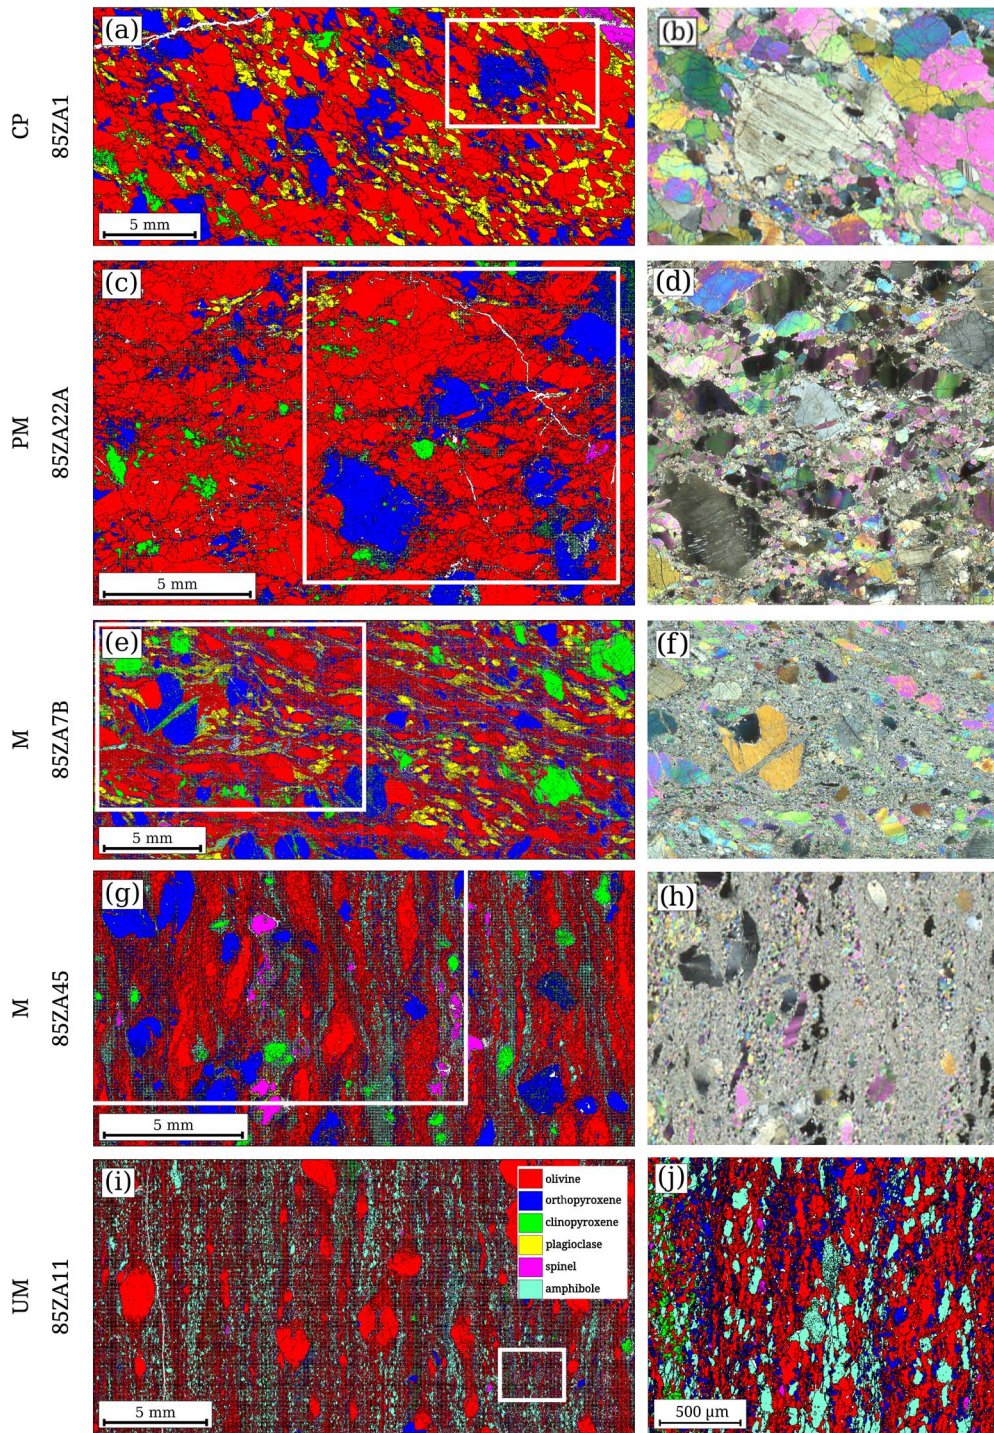 (a)
(b)
CP
85ZA1
5 mm
(c)
(d)
PM
85ZA22A
5 mm
(e)
(f)
M
85ZA7B
5 mm
(g)
(h)
M
85ZA45
5 mm
(i)
(j)
UM
85ZA11
olivine
orthopyroxene
clinopyroxene
plagioclase
spinel
amphibole
5 mm
500 µm